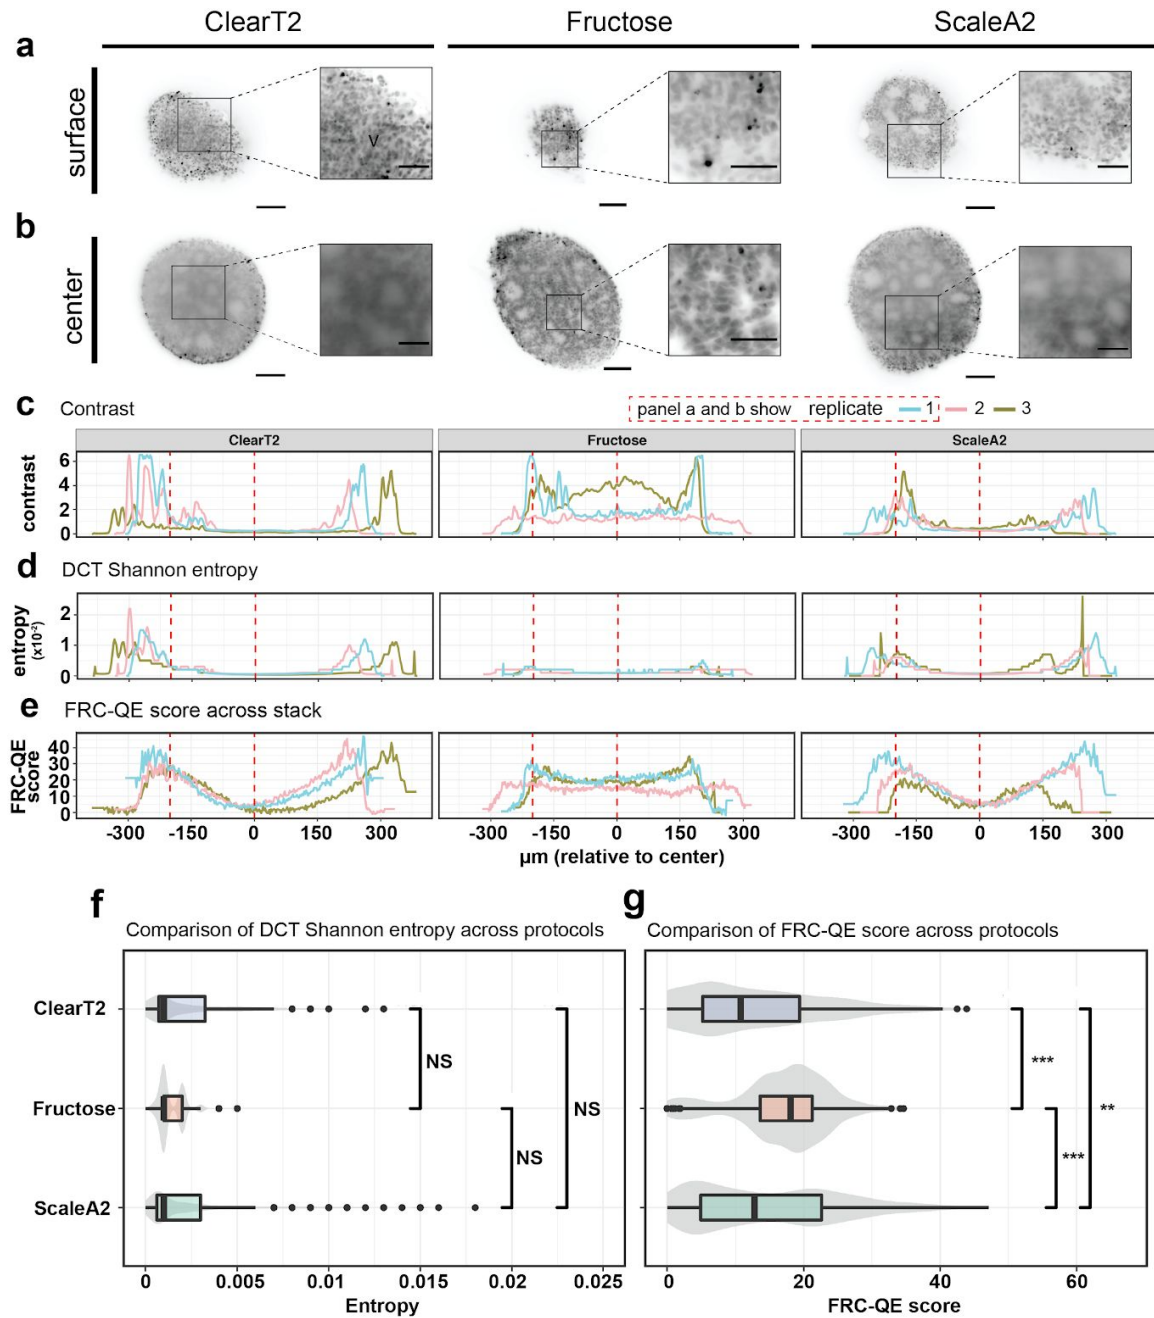 ClearT2 Fructose ScaleA2
a
surface
V
b
center
c Contrast
panel a and b show replicate 1 2 3
ClearT2 Fructose ScaleA2
contrast
6
4
2
0
-300 -150 0 150 300
d DCT Shannon entropy
entropy
(x10⁻²)
2
1
0
e FRC-QE score across stack
FRC-QE
score
40
30
20
10
0
-300 -150 0 150 300 -300 -150 0 150 300 -300 -150 0 150 300
µm (relative to center)
f
Comparison of DCT Shannon entropy across protocols
ClearT2
Fructose
ScaleA2
NS
NS
NS
0 0.005 0.01 0.015 0.02 0.025
Entropy
g
Comparison of FRC-QE score across protocols
***
**
***
0 20 40 60
FRC-QE score